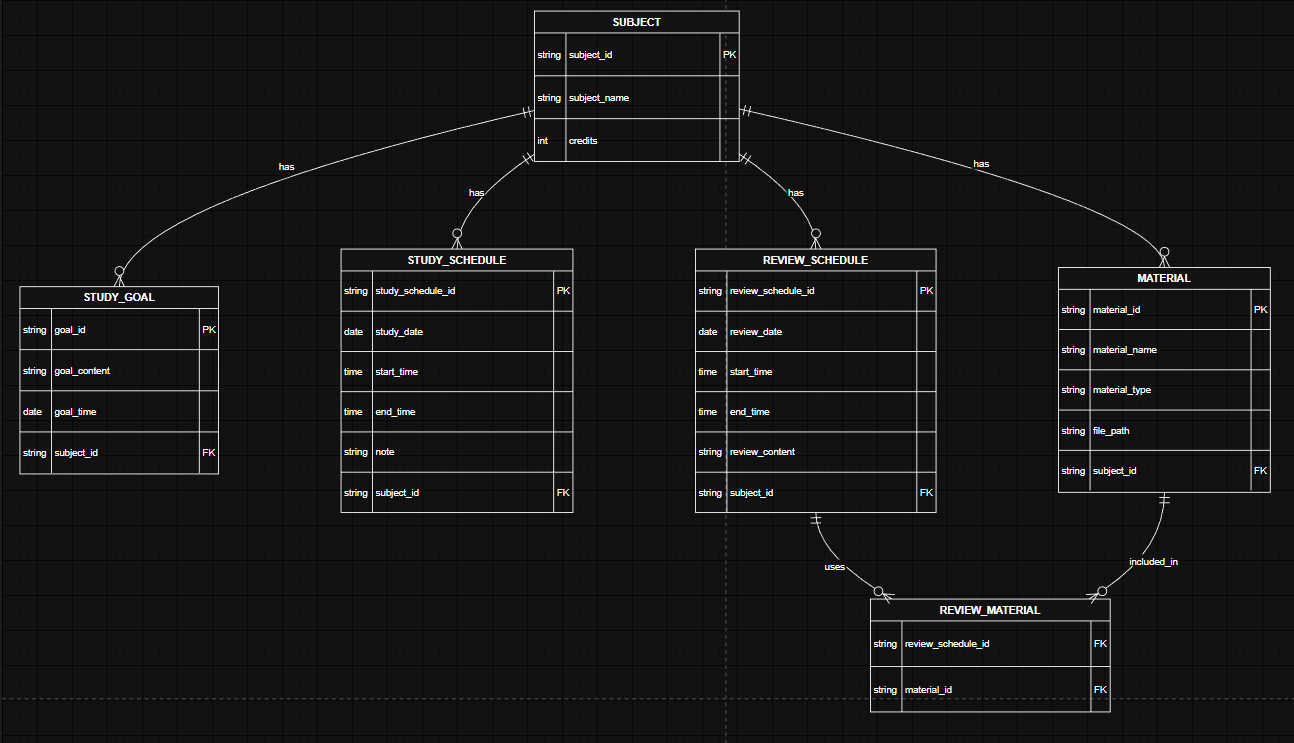 SUBJECT
string subject_id PK
string subject_name
int credits
has
has
has
has
STUDY_GOAL
string goal_id PK
string goal_content
date goal_time
string subject_id FK
STUDY_SCHEDULE
string study_schedule_id PK
date study_date
time start_time
time end_time
string note
string subject_id FK
REVIEW_SCHEDULE
string review_schedule_id PK
date review_date
time start_time
time end_time
string review_content
string subject_id FK
MATERIAL
string material_id PK
string material_name
string material_type
string file_path
string subject_id FK
uses
included_in
REVIEW_MATERIAL
string review_schedule_id FK
string material_id FK